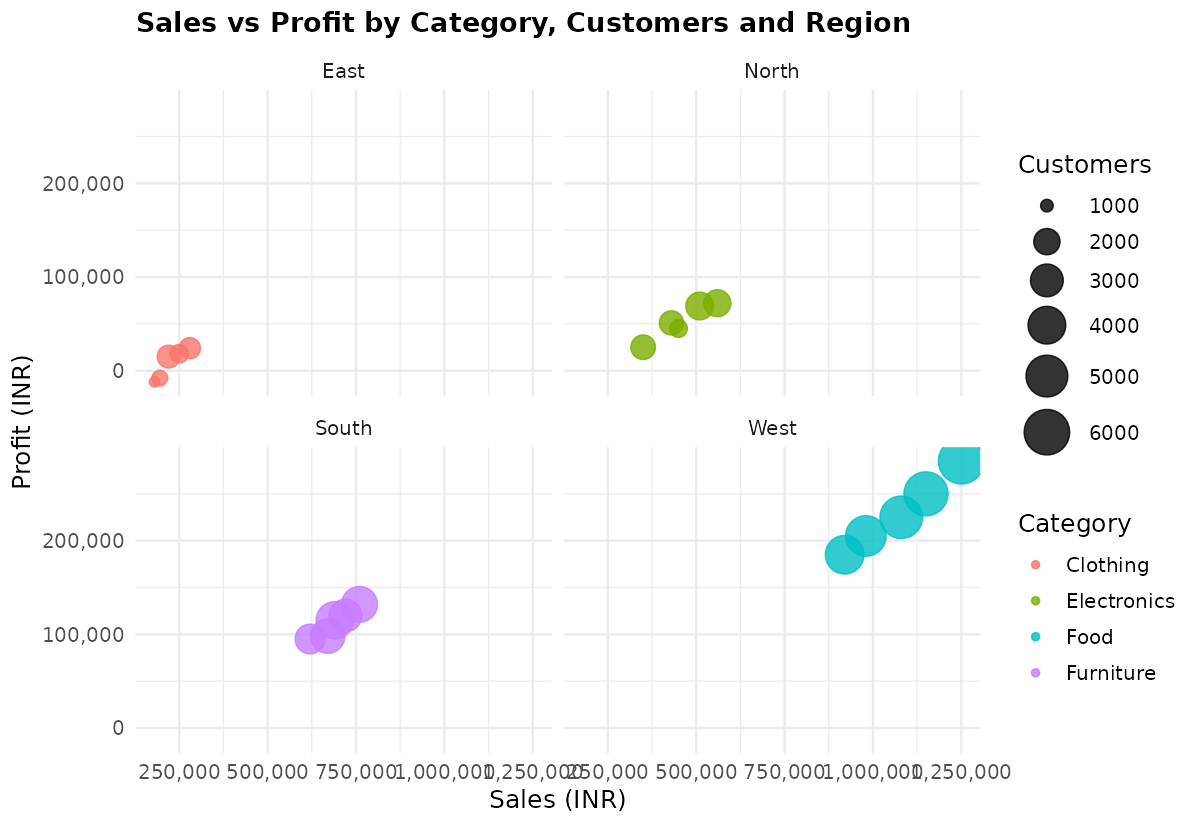 Sales vs Profit by Category, Customers and Region
East
North
200,000
100,000
0
South
West
200,000
100,000
0
250,000 500,000 750,000 1,000,000 1,250,000
250,000 500,000 750,000 1,000,000 1,250,000
Sales (INR)
Profit (INR)
Customers
1000
2000
3000
4000
5000
6000
Category
Clothing
Electronics
Food
Furniture